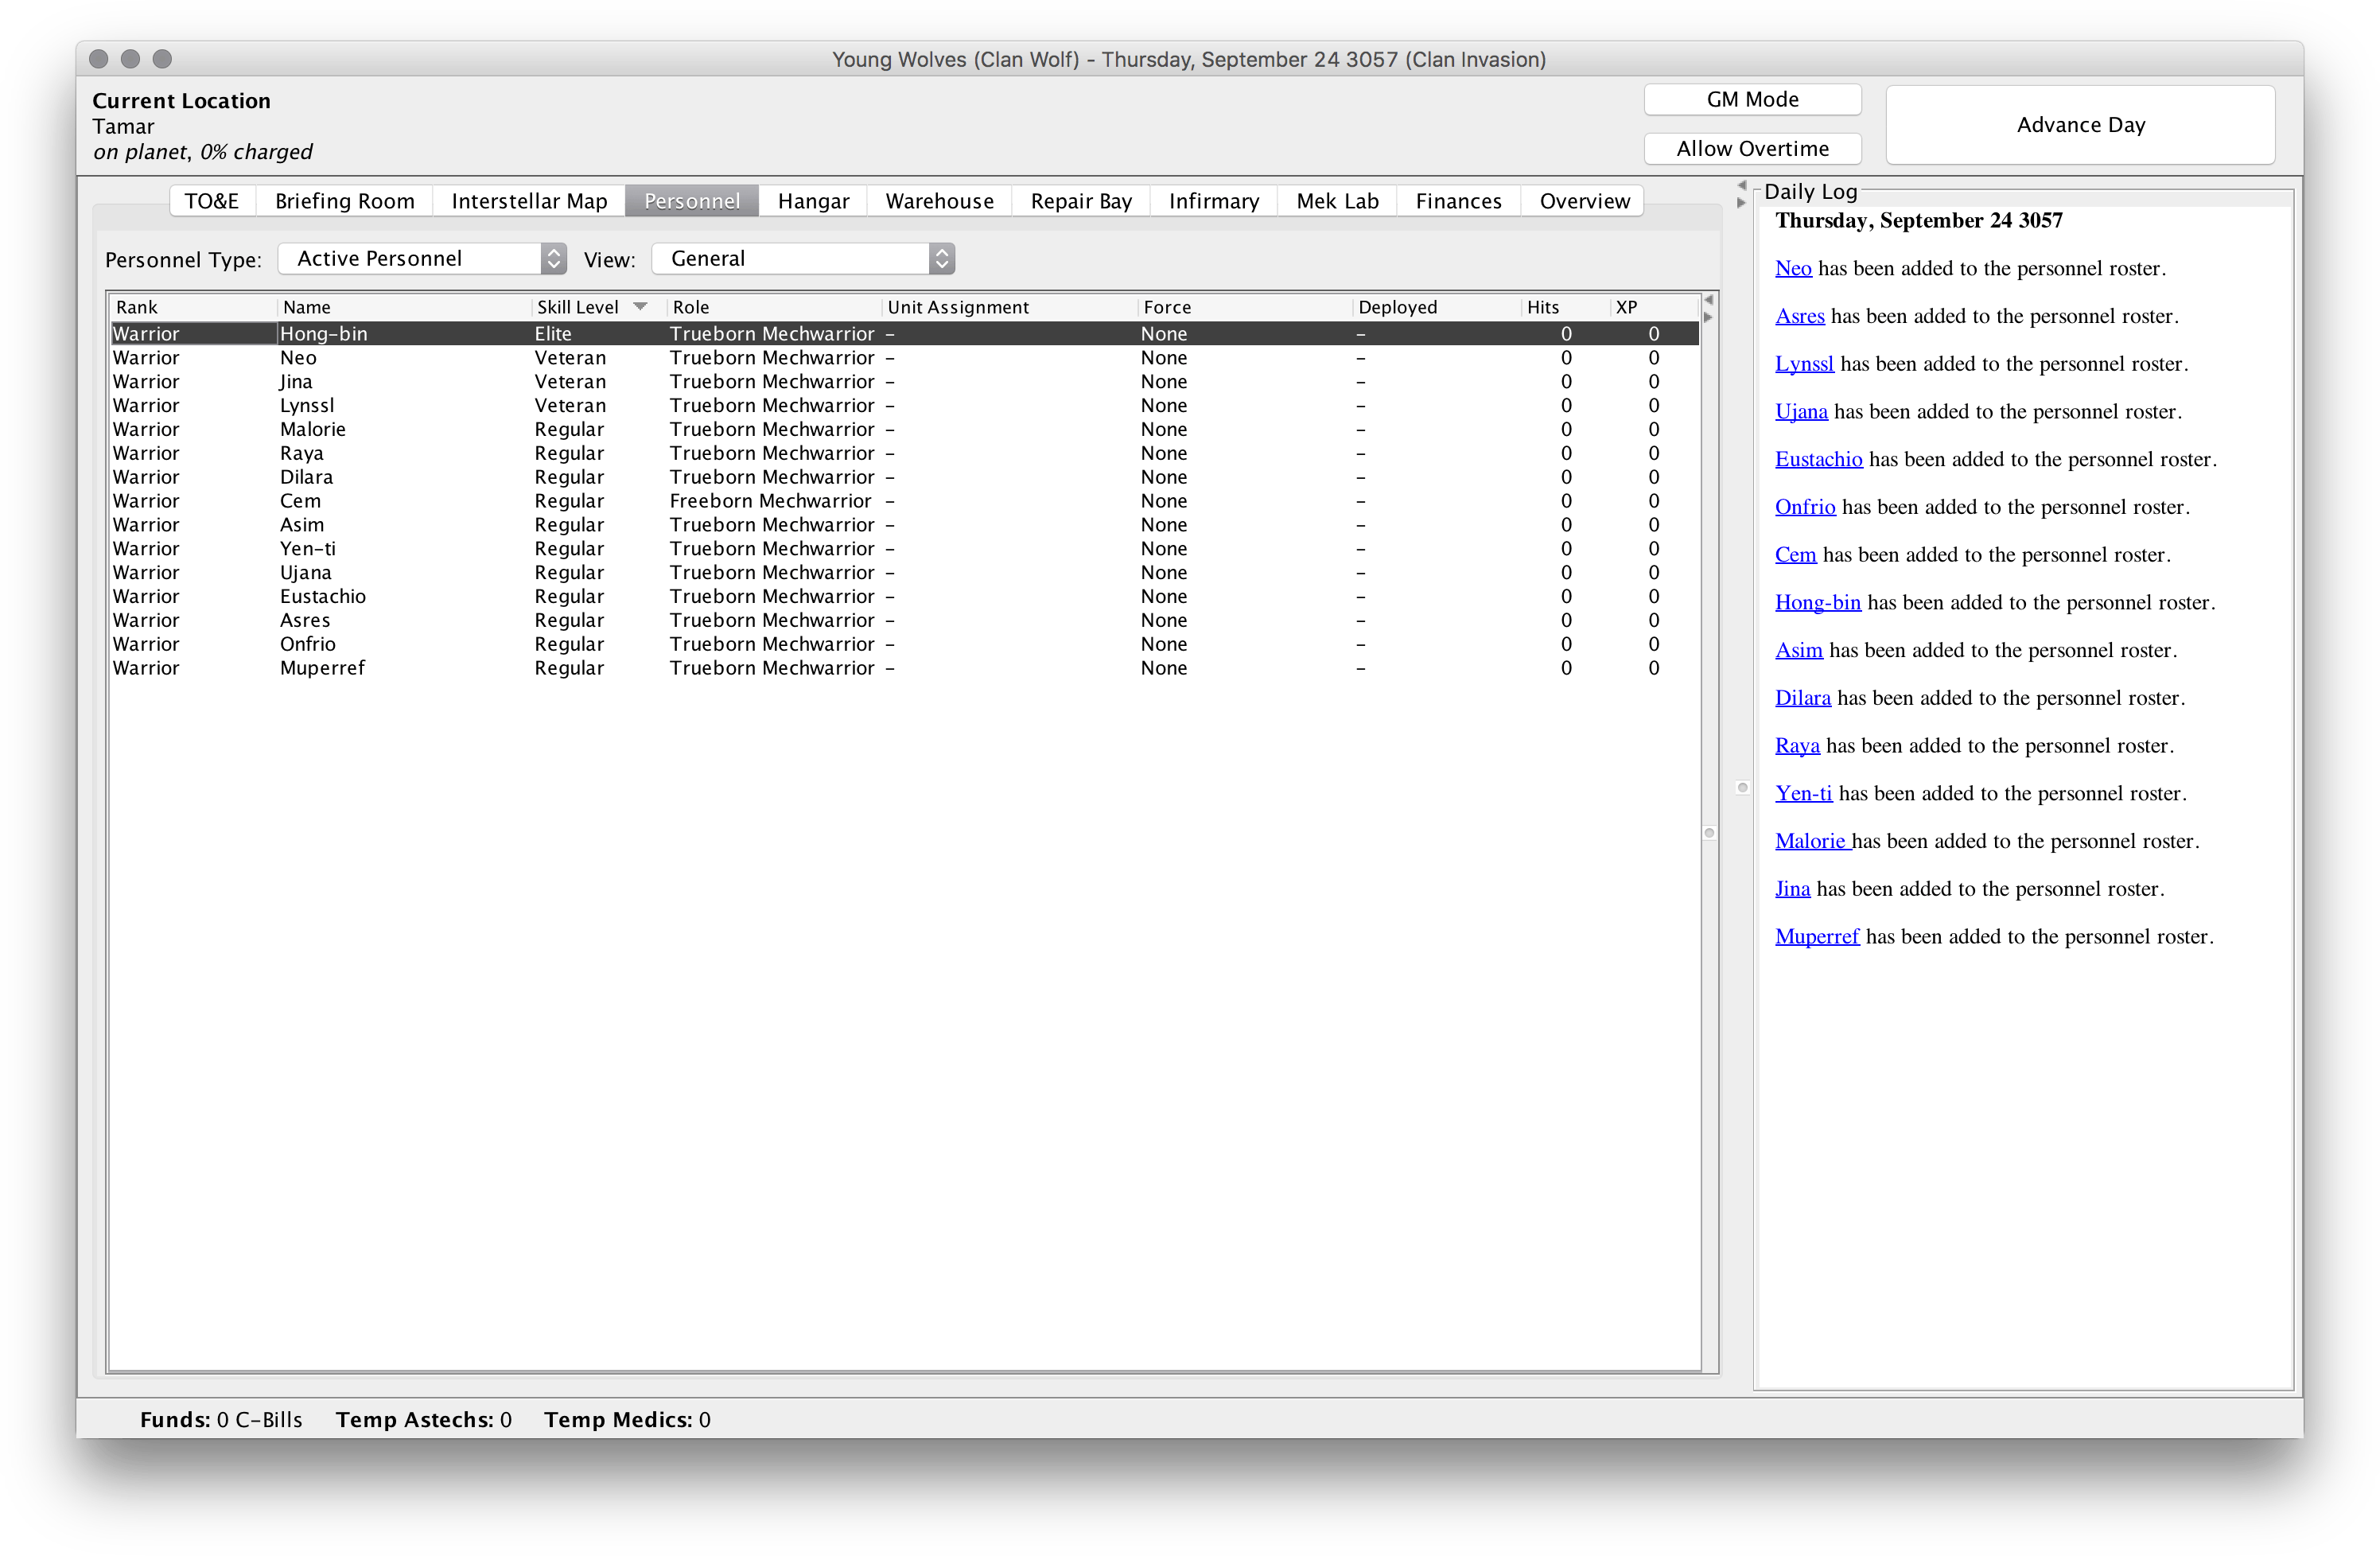 Young Wolves (Clan Wolf) - Thursday, September 24 3057 (Clan Invasion)
Current Location
Tamar
on planet, 0% charged
GM Mode
Allow Overtime
Advance Day
TO&E Briefing Room Interstellar Map Personnel Hangar Warehouse Repair Bay Infirmary Mek Lab Finances Overview
Personnel Type: Active Personnel View: General
Rank Name Skill Level Role Unit Assignment Force Deployed Hits XP
Warrior Hong-bin Elite Trueborn Mechwarrior - None - 0 0
Warrior Neo Veteran Trueborn Mechwarrior - None - 0 0
Warrior Jina Veteran Trueborn Mechwarrior - None - 0 0
Warrior Lynssl Veteran Trueborn Mechwarrior - None - 0 0
Warrior Malorie Regular Trueborn Mechwarrior - None - 0 0
Warrior Raya Regular Trueborn Mechwarrior - None - 0 0
Warrior Dilara Regular Trueborn Mechwarrior - None - 0 0
Warrior Cem Regular Freeborn Mechwarrior - None - 0 0
Warrior Asim Regular Trueborn Mechwarrior - None - 0 0
Warrior Yen-ti Regular Trueborn Mechwarrior - None - 0 0
Warrior Ujana Regular Trueborn Mechwarrior - None - 0 0
Warrior Eustachio Regular Trueborn Mechwarrior - None - 0 0
Warrior Asres Regular Trueborn Mechwarrior - None - 0 0
Warrior Onfrio Regular Trueborn Mechwarrior - None - 0 0
Warrior Muperref Regular Trueborn Mechwarrior - None - 0 0
Daily Log
Thursday, September 24 3057
Neo has been added to the personnel roster.
Asres has been added to the personnel roster.
Lynssl has been added to the personnel roster.
Ujana has been added to the personnel roster.
Eustachio has been added to the personnel roster.
Onfrio has been added to the personnel roster.
Cem has been added to the personnel roster.
Hong-bin has been added to the personnel roster.
Asim has been added to the personnel roster.
Dilara has been added to the personnel roster.
Raya has been added to the personnel roster.
Yen-ti has been added to the personnel roster.
Malorie has been added to the personnel roster.
Jina has been added to the personnel roster.
Muperref has been added to the personnel roster.
Funds: 0 C-Bills Temp Astechs: 0 Temp Medics: 0